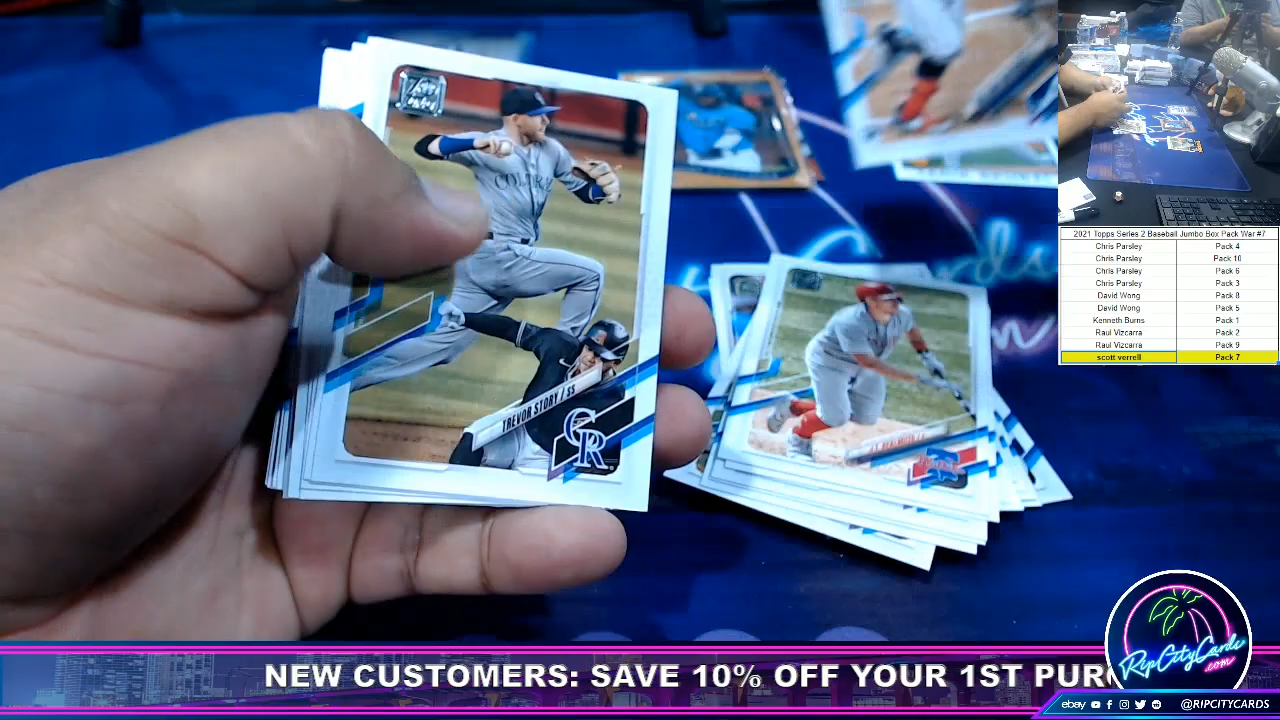 COLORA
TREVOR STORY / SS
CR
2021 Topps Series 2 Baseball Jumbo Box Pack War #7
Chris Parsley Pack 4
Chris Parsley Pack 10
Chris Parsley Pack 6
Chris Parsley Pack 3
David Wong Pack 8
David Wong Pack 5
Kenneth Burns Pack 1
Raul Vizcarra Pack 2
Raul Vizcarra Pack 9
scott verrell Pack 7
NEW CUSTOMERS: SAVE 10% OFF YOUR 1ST PUR
RipCityCards
.com
ebay @RIPCITYCARDS